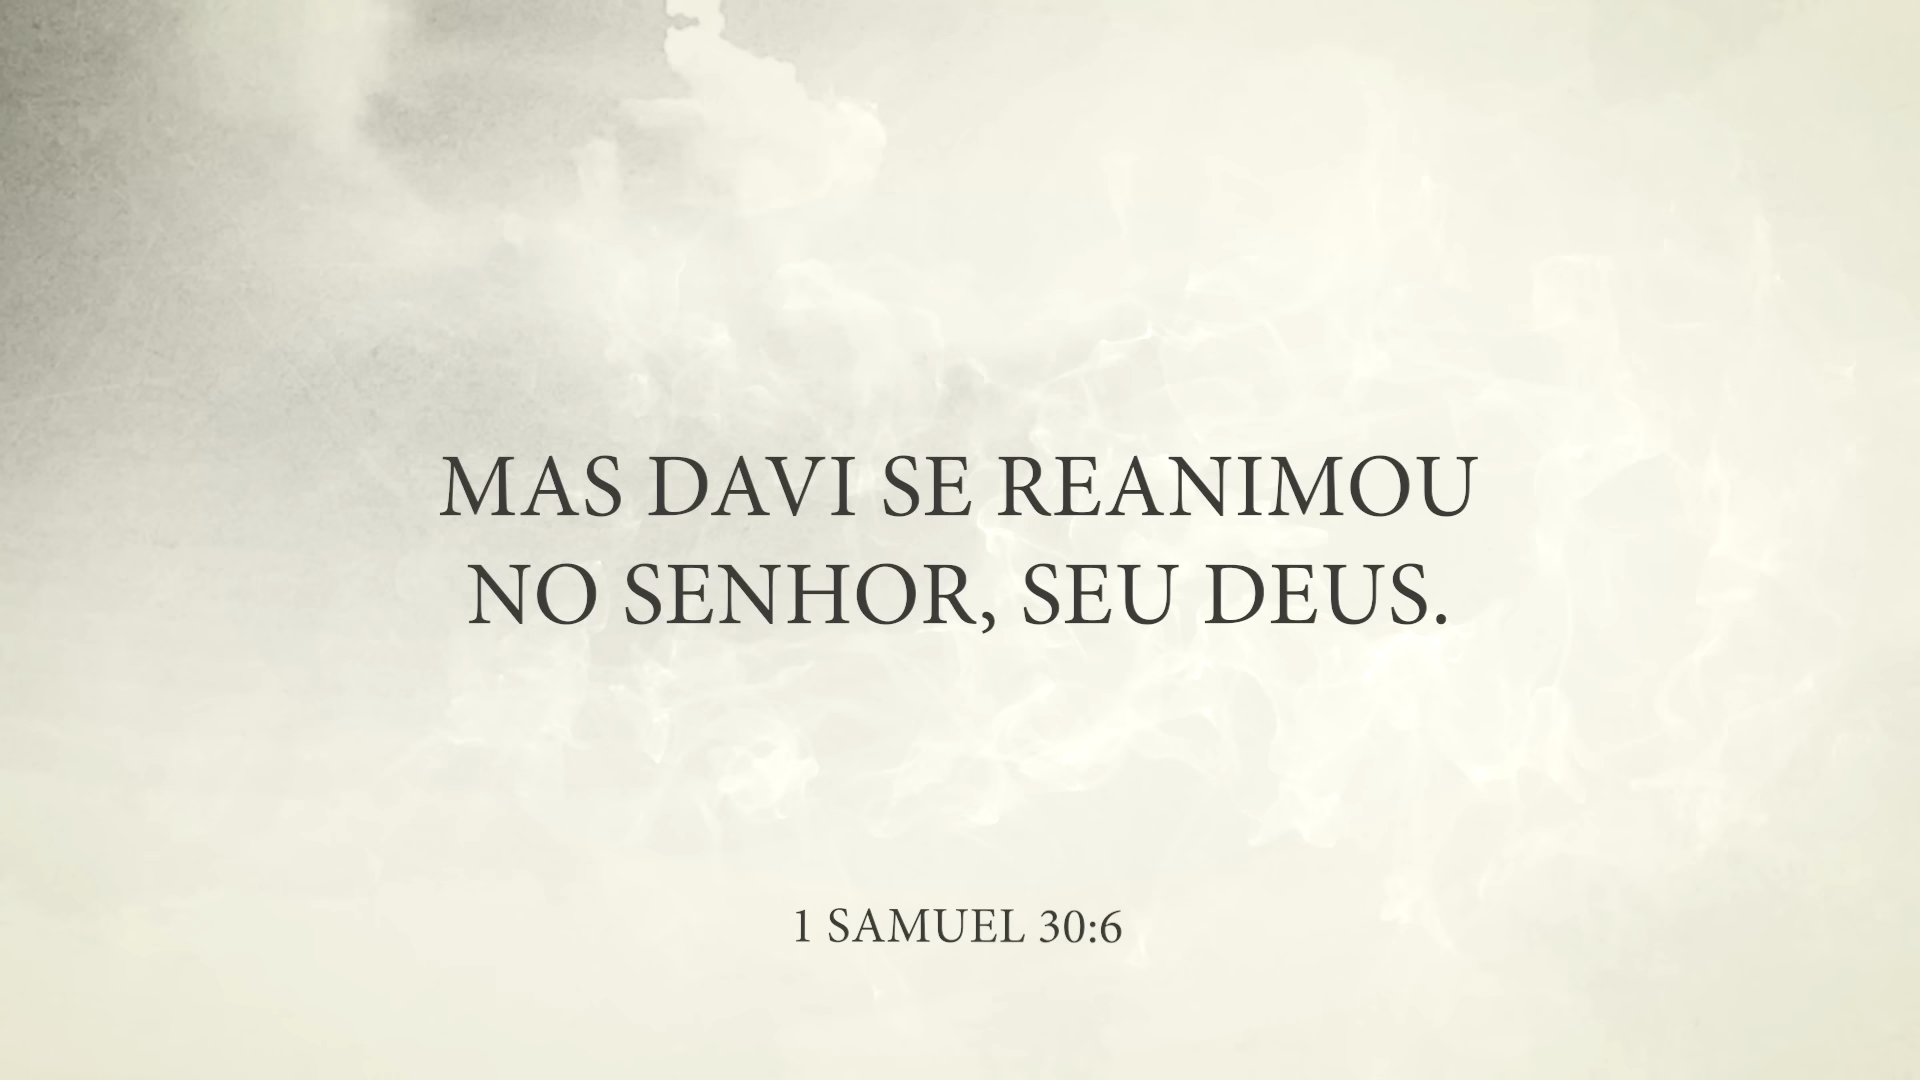 MAS DAVI SE REANIMOU
NO SENHOR, SEU DEUS.
1 SAMUEL 30:6